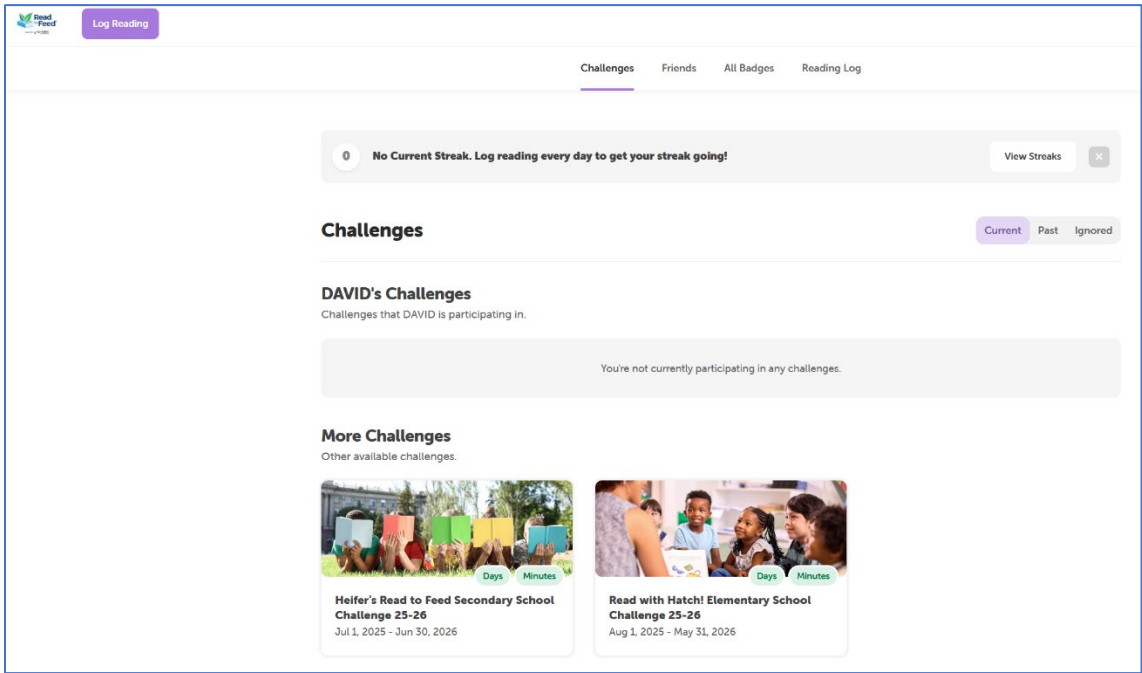 Read
to Feed
Log Reading
Challenges
Friends
All Badges
Reading Log
0
No Current Streak. Log reading every day to get your streak going!
View Streaks
Challenges
Current
Past
Ignored
DAVID's Challenges
Challenges that DAVID is participating in.
You're not currently participating in any challenges.
More Challenges
Other available challenges.
Days
Minutes
Heifer's Read to Feed Secondary School
Challenge 25-26
Jul 1, 2025 - Jun 30, 2026
Days
Minutes
Read with Hatch! Elementary School
Challenge 25-26
Aug 1, 2025 - May 31, 2026